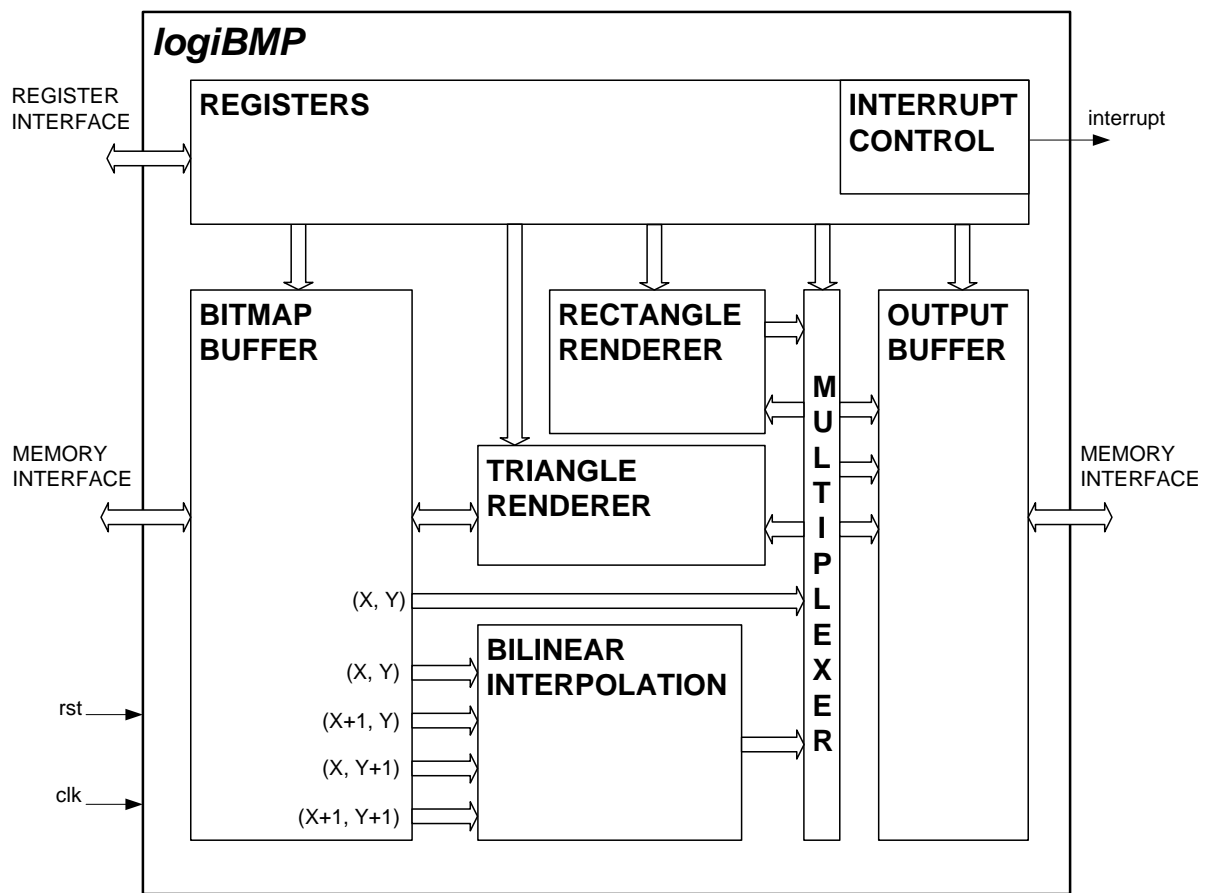 logiBMP
REGISTER
INTERFACE
REGISTERS
INTERRUPT
CONTROL
interrupt
BITMAP
BUFFER
RECTANGLE
RENDERER
MULTIPLEXER
OUTPUT
BUFFER
MEMORY
INTERFACE
TRIANGLE
RENDERER
MEMORY
INTERFACE
(X, Y)
BILINEAR
INTERPOLATION
(X, Y)
(X+1, Y)
(X, Y+1)
(X+1, Y+1)
rst
clk